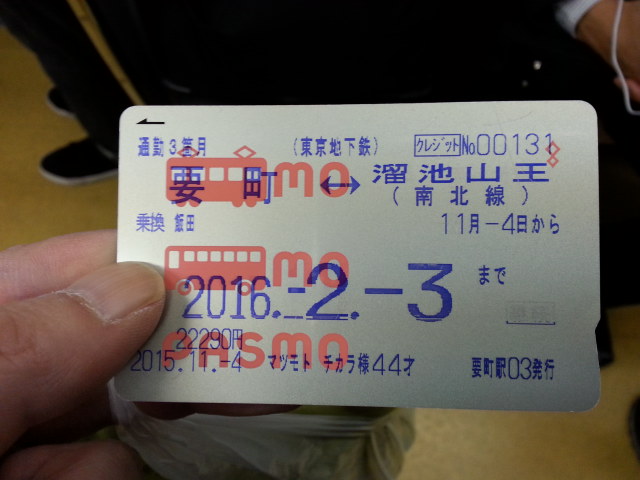 通勤3箇月 (東京地下鉄) クレジット No00131
要町 ↔ 溜池山王
(南北線)
乗換 飯田 11月-4日から
2016.-2.-3 まで
22290円
PASMO
2015.11.-4 マツモト チカラ様44才 要町駅03発行